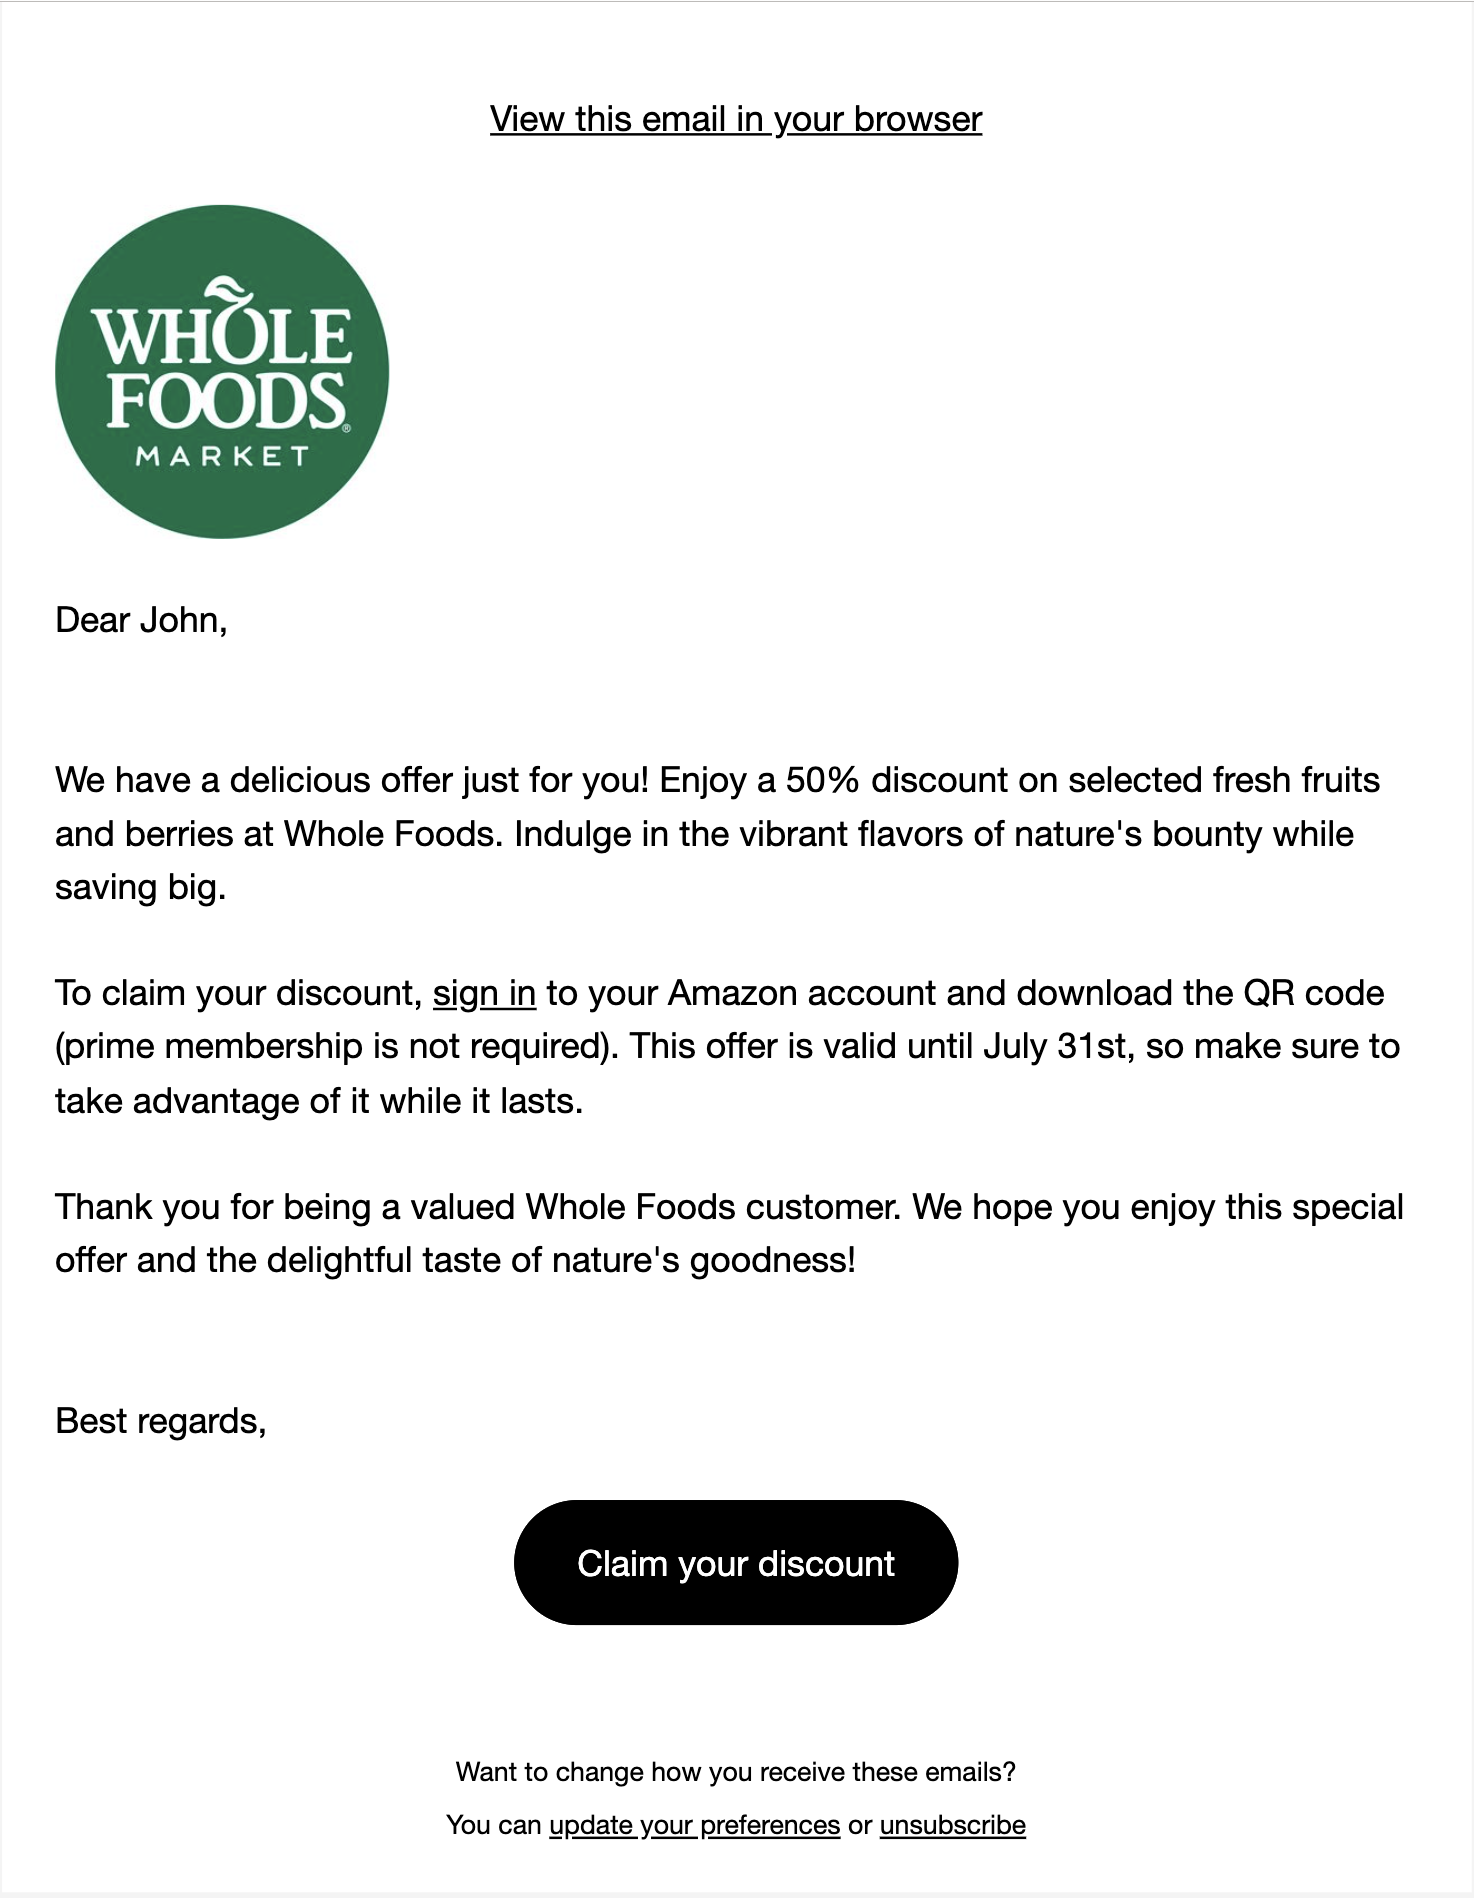 View this email in your browser
WHOLE
FOODS®
MARKET
Dear John,
We have a delicious offer just for you! Enjoy a 50% discount on selected fresh fruits
and berries at Whole Foods. Indulge in the vibrant flavors of nature's bounty while
saving big.
To claim your discount, sign in to your Amazon account and download the QR code
(prime membership is not required). This offer is valid until July 31st, so make sure to
take advantage of it while it lasts.
Thank you for being a valued Whole Foods customer. We hope you enjoy this special
offer and the delightful taste of nature's goodness!
Best regards,
Claim your discount
Want to change how you receive these emails?
You can update your preferences or unsubscribe